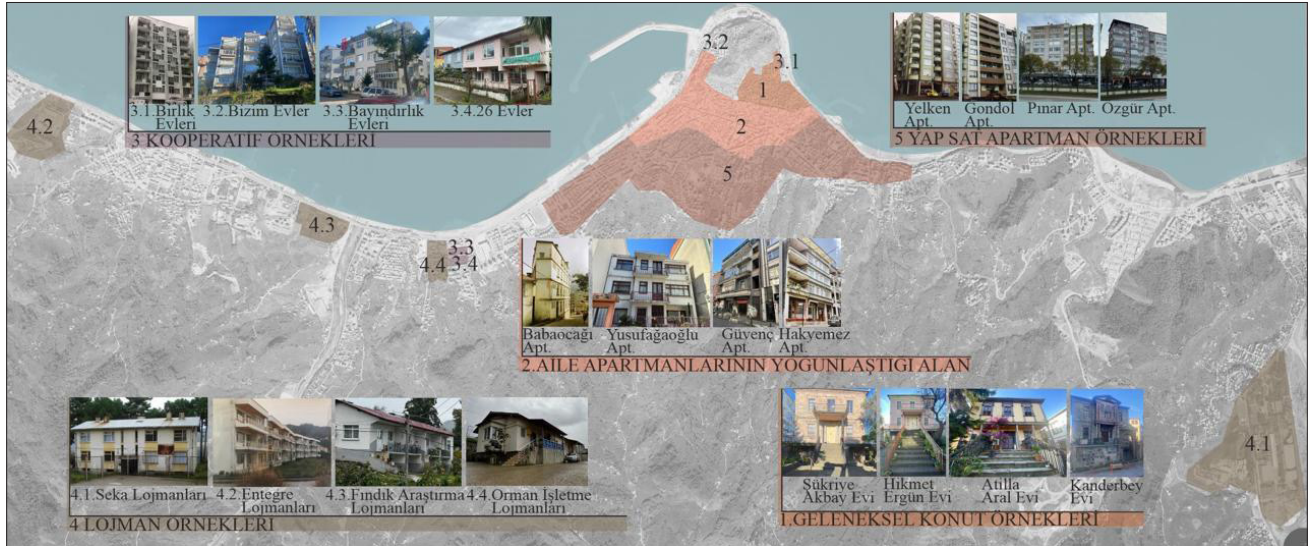 3.1.Birlik Evleri
3.2.Bizim Evler
3.3.Bayındırlık Evleri
3.4.26 Evler
3 KOOPERATIF ORNEKLERİ
Yelken Apt.
Gondol Apt.
Pınar Apt.
Ozgür Apt.
5 YAP SAT APARTMAN ÖRNEKLERİ
3.2
3.1
1
2
5
4.2
4.3
4.4
3.3
3.4
4.1
Babaocağı Apt.
Yusufağaoğlu Apt.
Güvenç Apt.
Hakyemez Apt.
2.AİLE APARTMANLARININ YOGUNLAŞTIGI ALAN
4.1.Seka Lojmanları
4.2.Entegre Lojmanları
4.3.Fındık Araştırma Lojmanları
4.4.Orman İşletme Lojmanları
4 LOJMAN ORNEKLERİ
Şükriye Akbay Evi
Hikmet Ergün Evi
Atilla Aral Evi
Kanderbey Evi
1.GELENEKSEL KONUT ÖRNEKLERİ